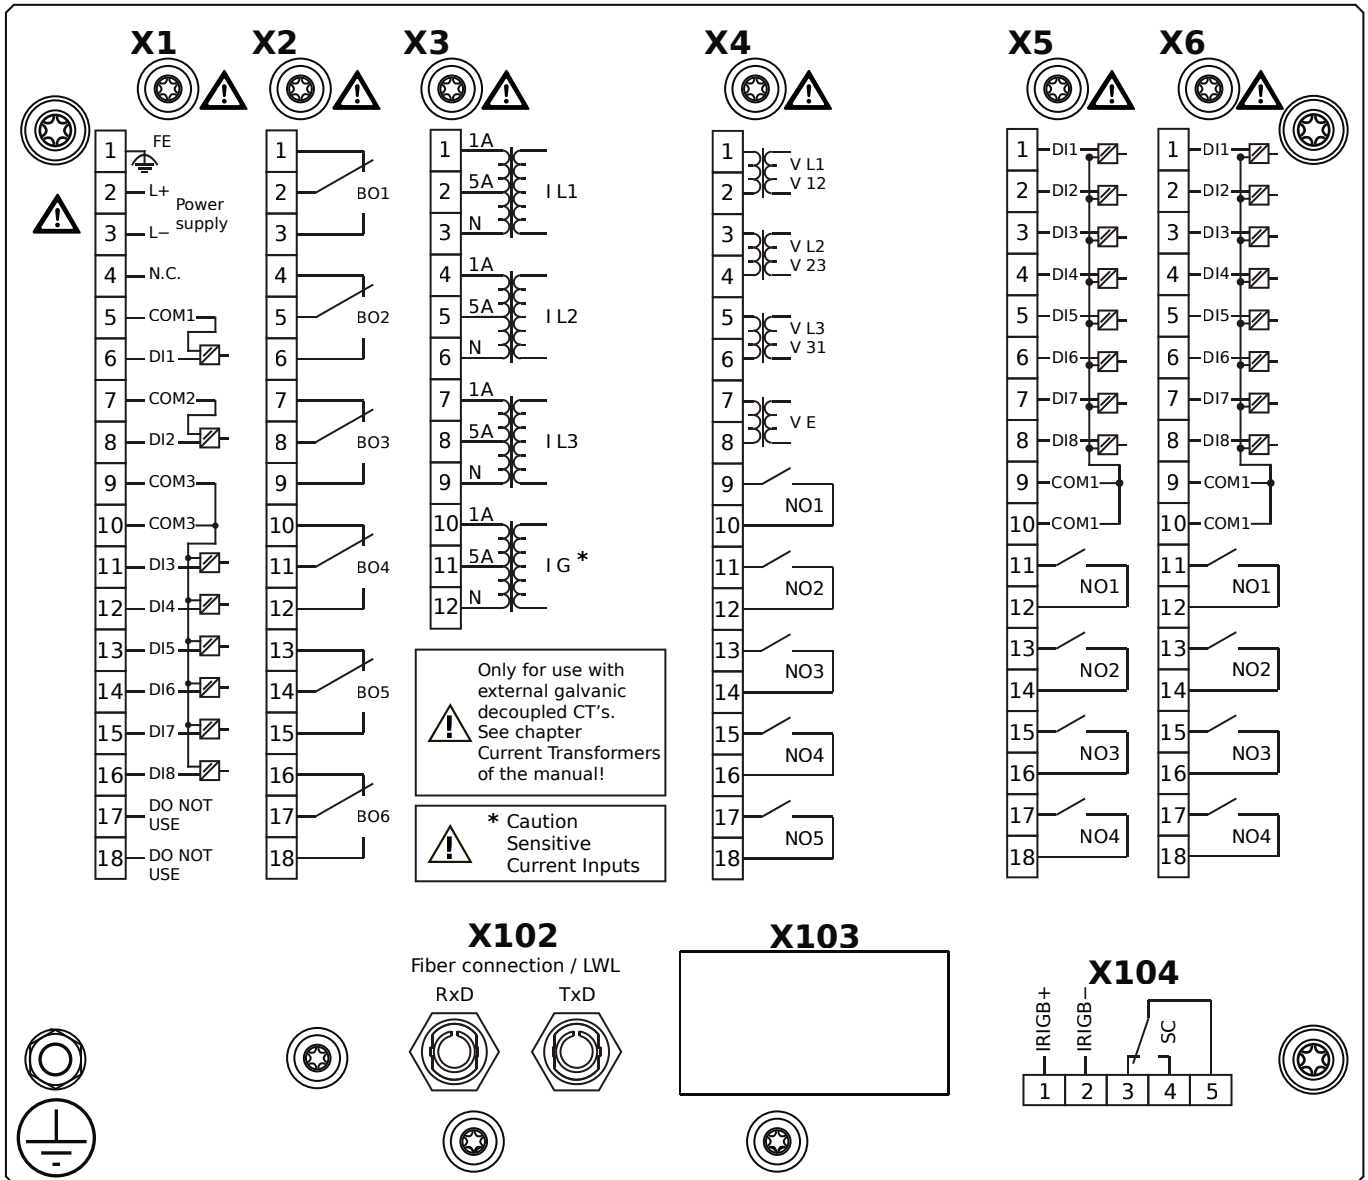 X1
X2
X3
X4
X5
X6
1 FE
2 L+
Power
supply
3 L−
4 N.C.
5 COM1
6 DI1
7 COM2
8 DI2
9 COM3
10 COM3
11 DI3
12 DI4
13 DI5
14 DI6
15 DI7
16 DI8
17 DO NOT
USE
18 DO NOT
USE
1
2 BO1
3
4
5 BO2
6
7
8 BO3
9
10
11 BO4
12
13
14 BO5
15
16
17 BO6
18
1 1A
2 5A I L1
3 N
4 1A
5 5A I L2
6 N
7 1A
8 5A I L3
9 N
10 1A
11 5A I G *
12 N
Only for use with
external galvanic
decoupled CT's.
See chapter
Current Transformers
of the manual!
* Caution
Sensitive
Current Inputs
1 V L1
2 V 12
3 V L2
4 V 23
5 V L3
6 V 31
7 V E
8
9
NO1
10
11
NO2
12
13
NO3
14
15
NO4
16
17
NO5
18
1 DI1
2 DI2
3 DI3
4 DI4
5 DI5
6 DI6
7 DI7
8 DI8
9 COM1
10 COM1
11
NO1
12
13
NO2
14
15
NO3
16
17
NO4
18
1 DI1
2 DI2
3 DI3
4 DI4
5 DI5
6 DI6
7 DI7
8 DI8
9 COM1
10 COM1
11
NO1
12
13
NO2
14
15
NO3
16
17
NO4
18
X102
Fiber connection / LWL
RxD TxD
X103
X104
IRIGB+ IRIGB− SC
1 2 3 4 5